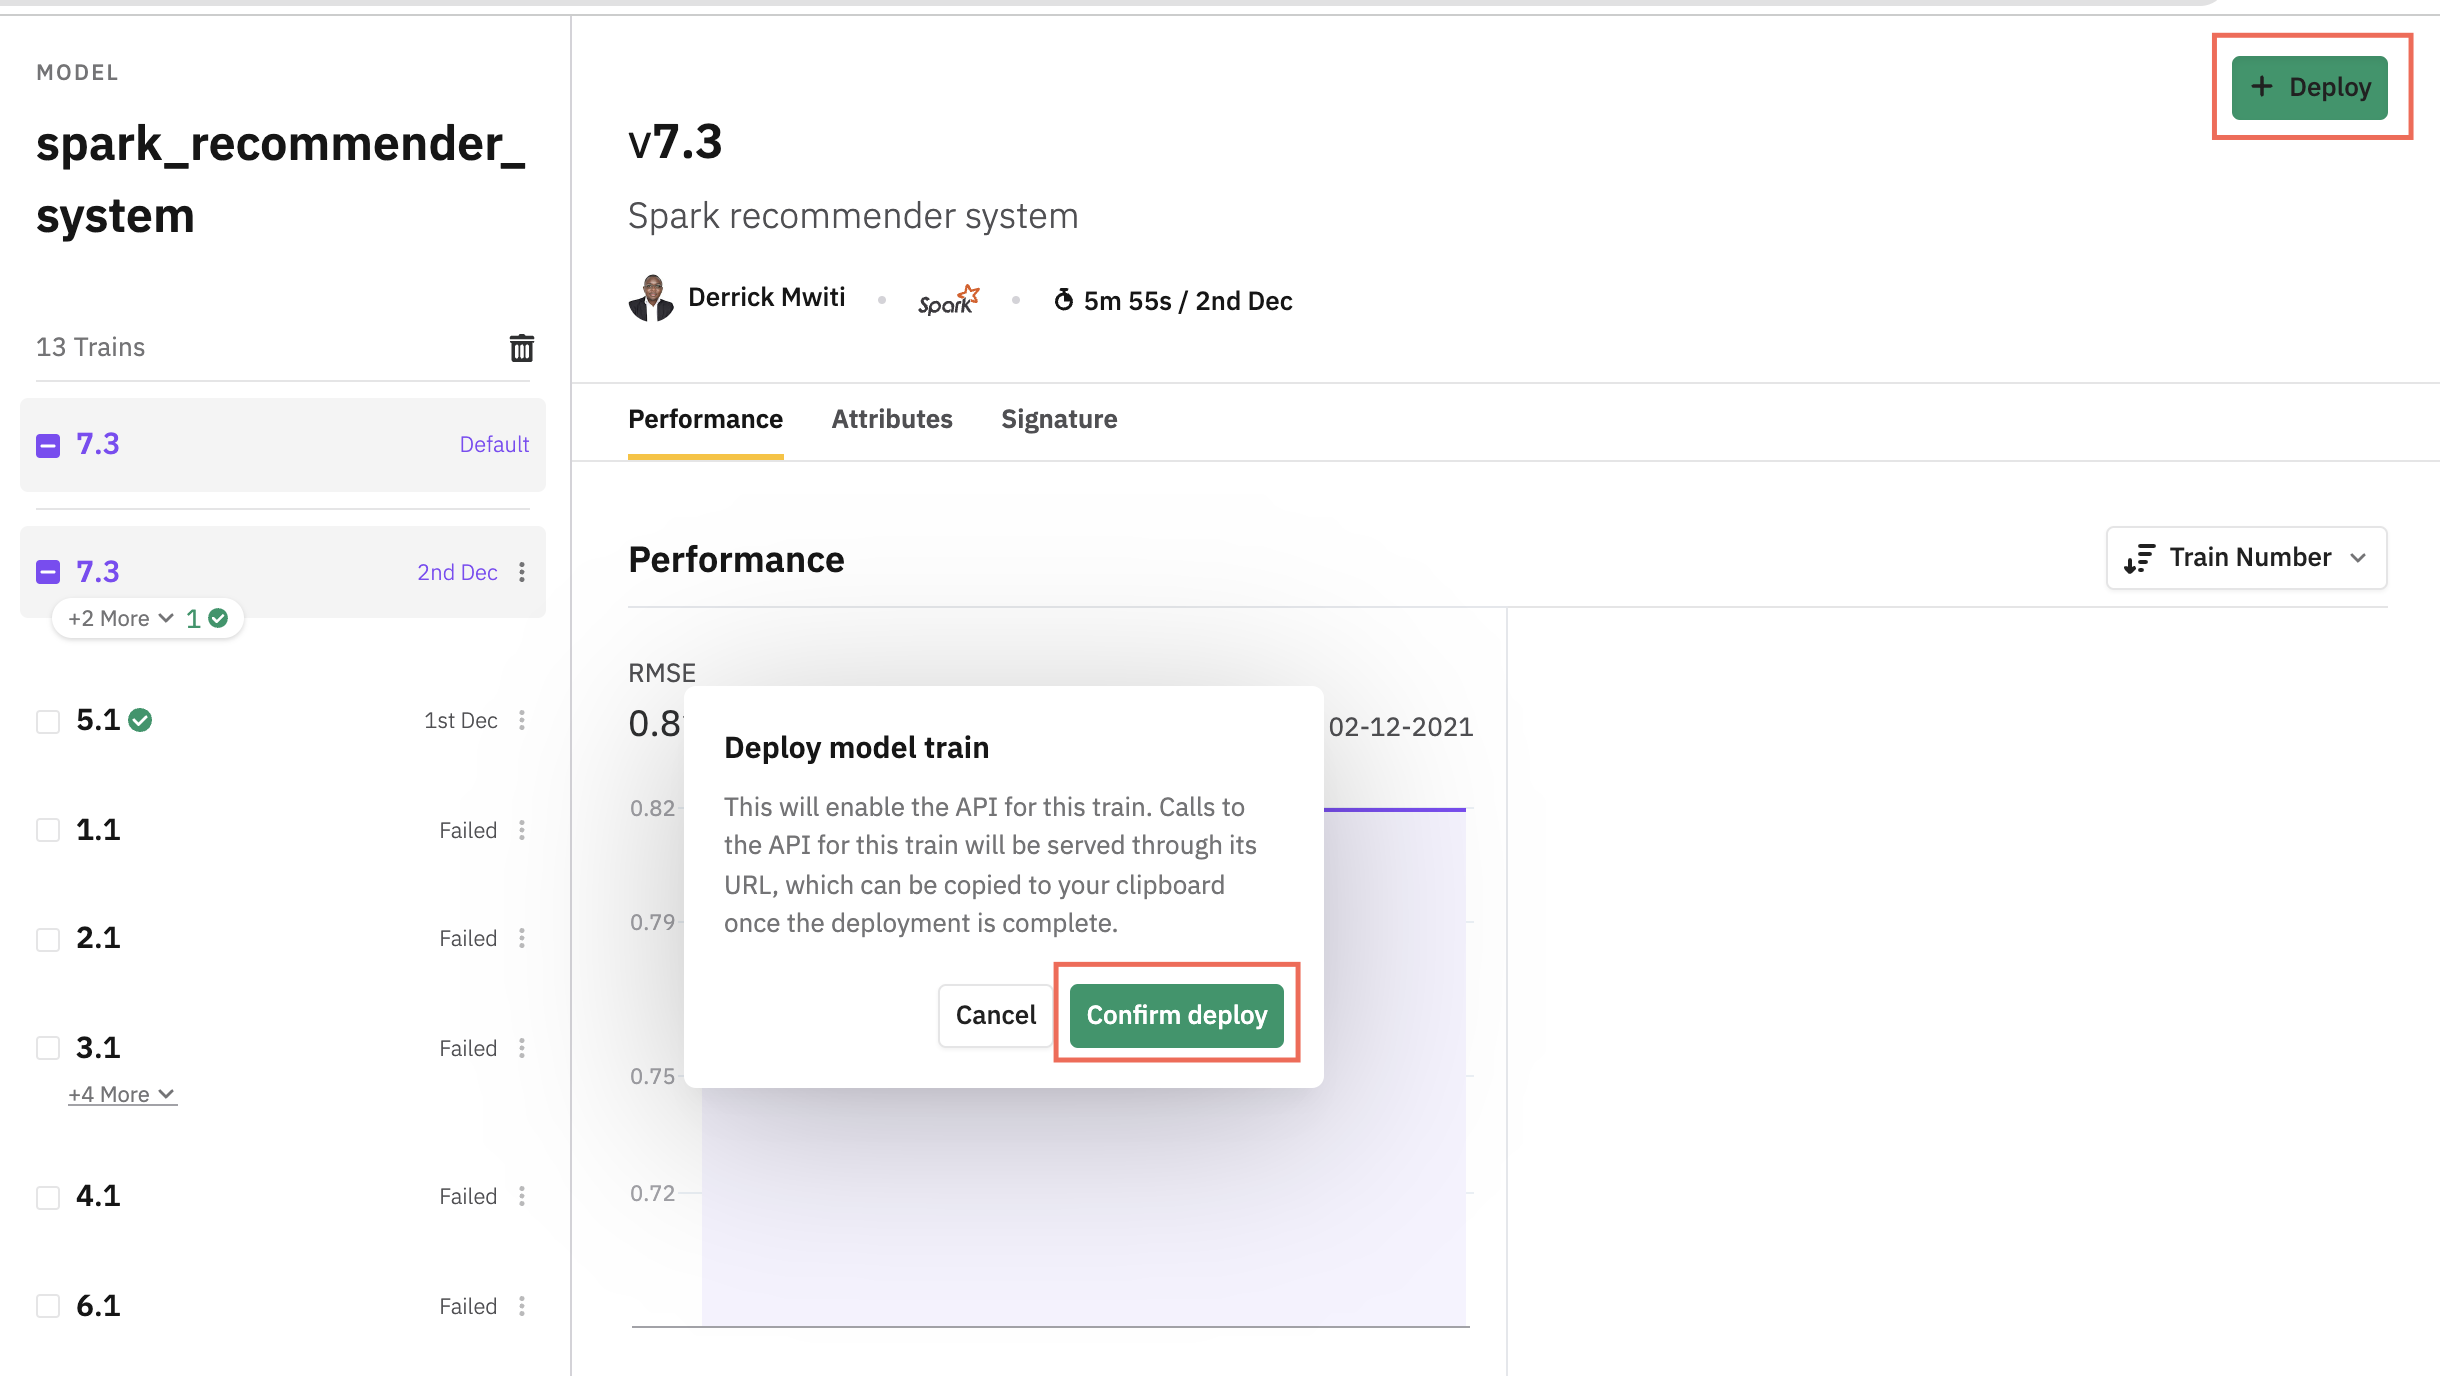 MODEL
spark_recommender_
system
13 Trains
7.3 Default
7.3 2nd Dec
+2 More 1
5.1 1st Dec
1.1 Failed
2.1 Failed
3.1 Failed
+4 More
4.1 Failed
6.1 Failed
+ Deploy
v7.3
Spark recommender system
Derrick Mwiti • Spark • 5m 55s / 2nd Dec
Performance Attributes Signature
Performance
Train Number
RMSE
02-12-2021
0.82
0.79
0.75
0.72
Deploy model train
This will enable the API for this train. Calls to
the API for this train will be served through its
URL, which can be copied to your clipboard
once the deployment is complete.
Cancel Confirm deploy